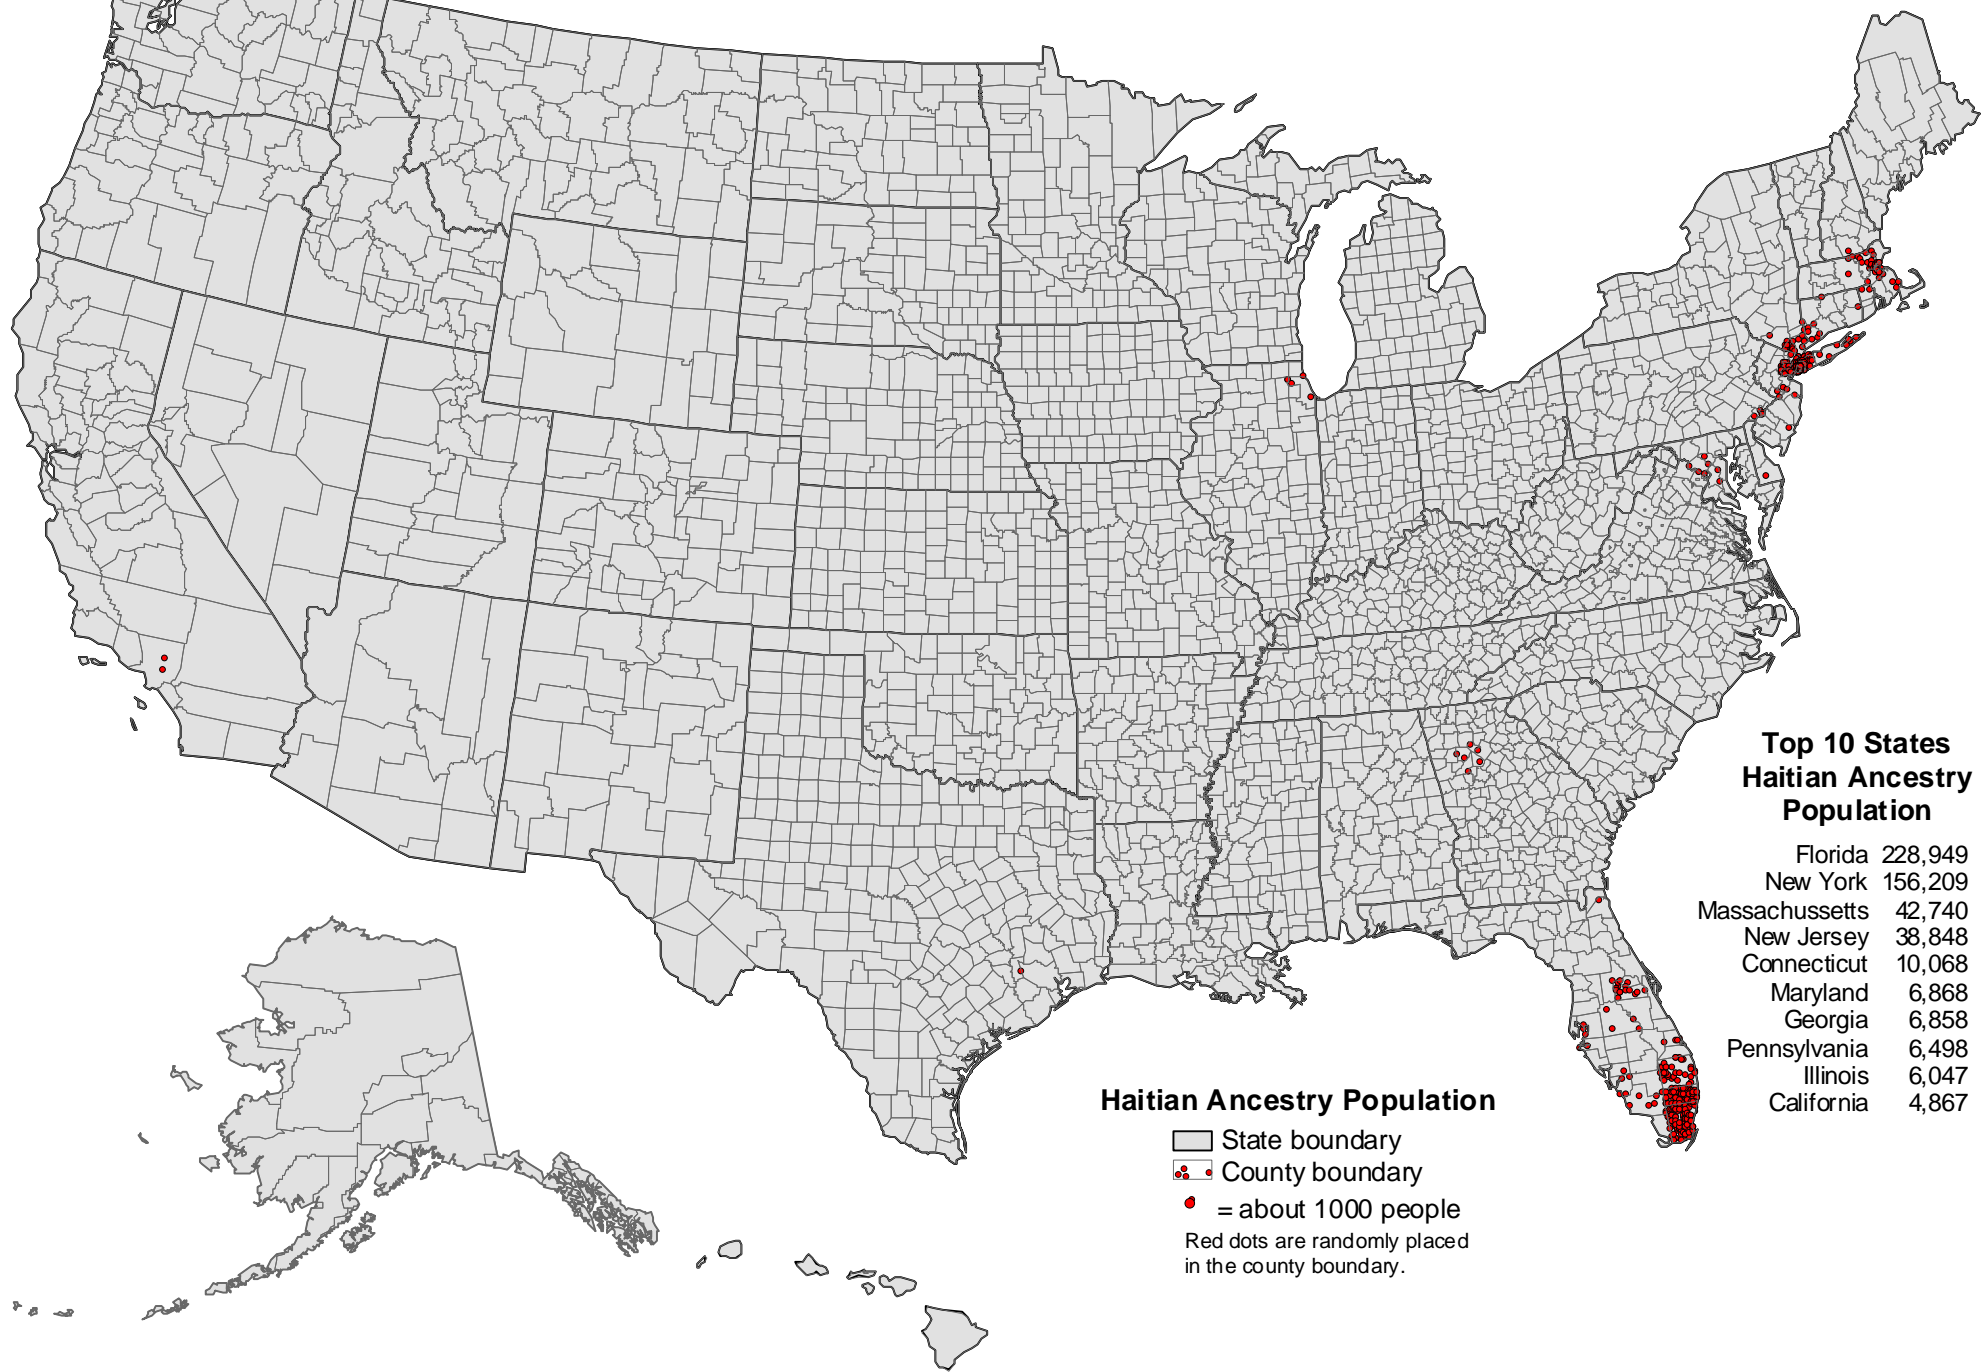 Top 10 States
Haitian Ancestry
Population
Florida 228,949
New York 156,209
Massachussetts 42,740
New Jersey 38,848
Connecticut 10,068
Maryland 6,868
Georgia 6,858
Pennsylvania 6,498
Illinois 6,047
California 4,867
Haitian Ancestry Population
State boundary
County boundary
= about 1000 people
Red dots are randomly placed
in the county boundary.